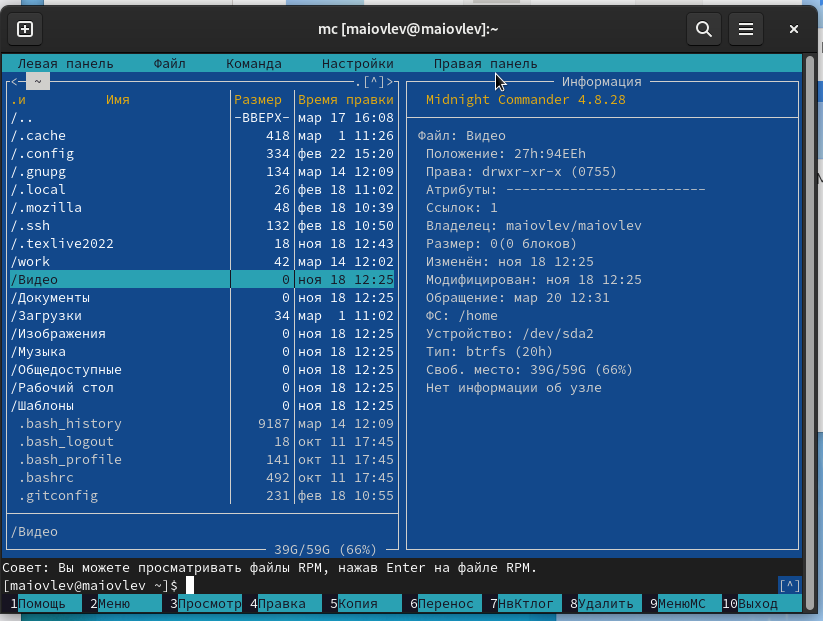 mc [maiovlev@maiovlev]:~
Левая панель Файл Команда Настройки Правая панель
<- ~ .[^]> Информация
.и Имя Размер Время правки
Midnight Commander 4.8.28
/.. -ВВЕРХ- мар 17 16:08
/.cache 418 мар 1 11:26
/.config 334 фев 22 15:20
/.gnupg 134 мар 14 12:09
/.local 26 фев 18 11:02
/.mozilla 48 фев 18 10:39
/.ssh 132 фев 18 10:50
/.texlive2022 18 ноя 18 12:43
/work 42 мар 14 12:02
/Видео 0 ноя 18 12:25
/Документы 0 ноя 18 12:25
/Загрузки 34 мар 1 11:02
/Изображения 0 ноя 18 12:25
/Музыка 0 ноя 18 12:25
/Общедоступные 0 ноя 18 12:25
/Рабочий стол 0 ноя 18 12:25
/Шаблоны 0 ноя 18 12:25
.bash_history 9187 мар 14 12:09
.bash_logout 18 окт 11 17:45
.bash_profile 141 окт 11 17:45
.bashrc 492 окт 11 17:45
.gitconfig 231 фев 18 10:55
/Видео
39G/59G (66%)
Файл: Видео
Положение: 27h:94EEh
Права: drwxr-xr-x (0755)
Атрибуты: -------------------------
Ссылок: 1
Владелец: maiovlev/maiovlev
Размер: 0(0 блоков)
Изменён: ноя 18 12:25
Модифицирован: ноя 18 12:25
Обращение: мар 20 12:31
ФС: /home
Устройство: /dev/sda2
Тип: btrfs (20h)
Своб. место: 39G/59G (66%)
Нет информации об узле
Совет: Вы можете просматривать файлы RPM, нажав Enter на файле RPM.
[maiovlev@maiovlev ~]$ [^]
1Помощь 2Меню 3Просмотр 4Правка 5Копия 6Перенос 7НвКтлог 8Удалить 9МенюMC 10Выход